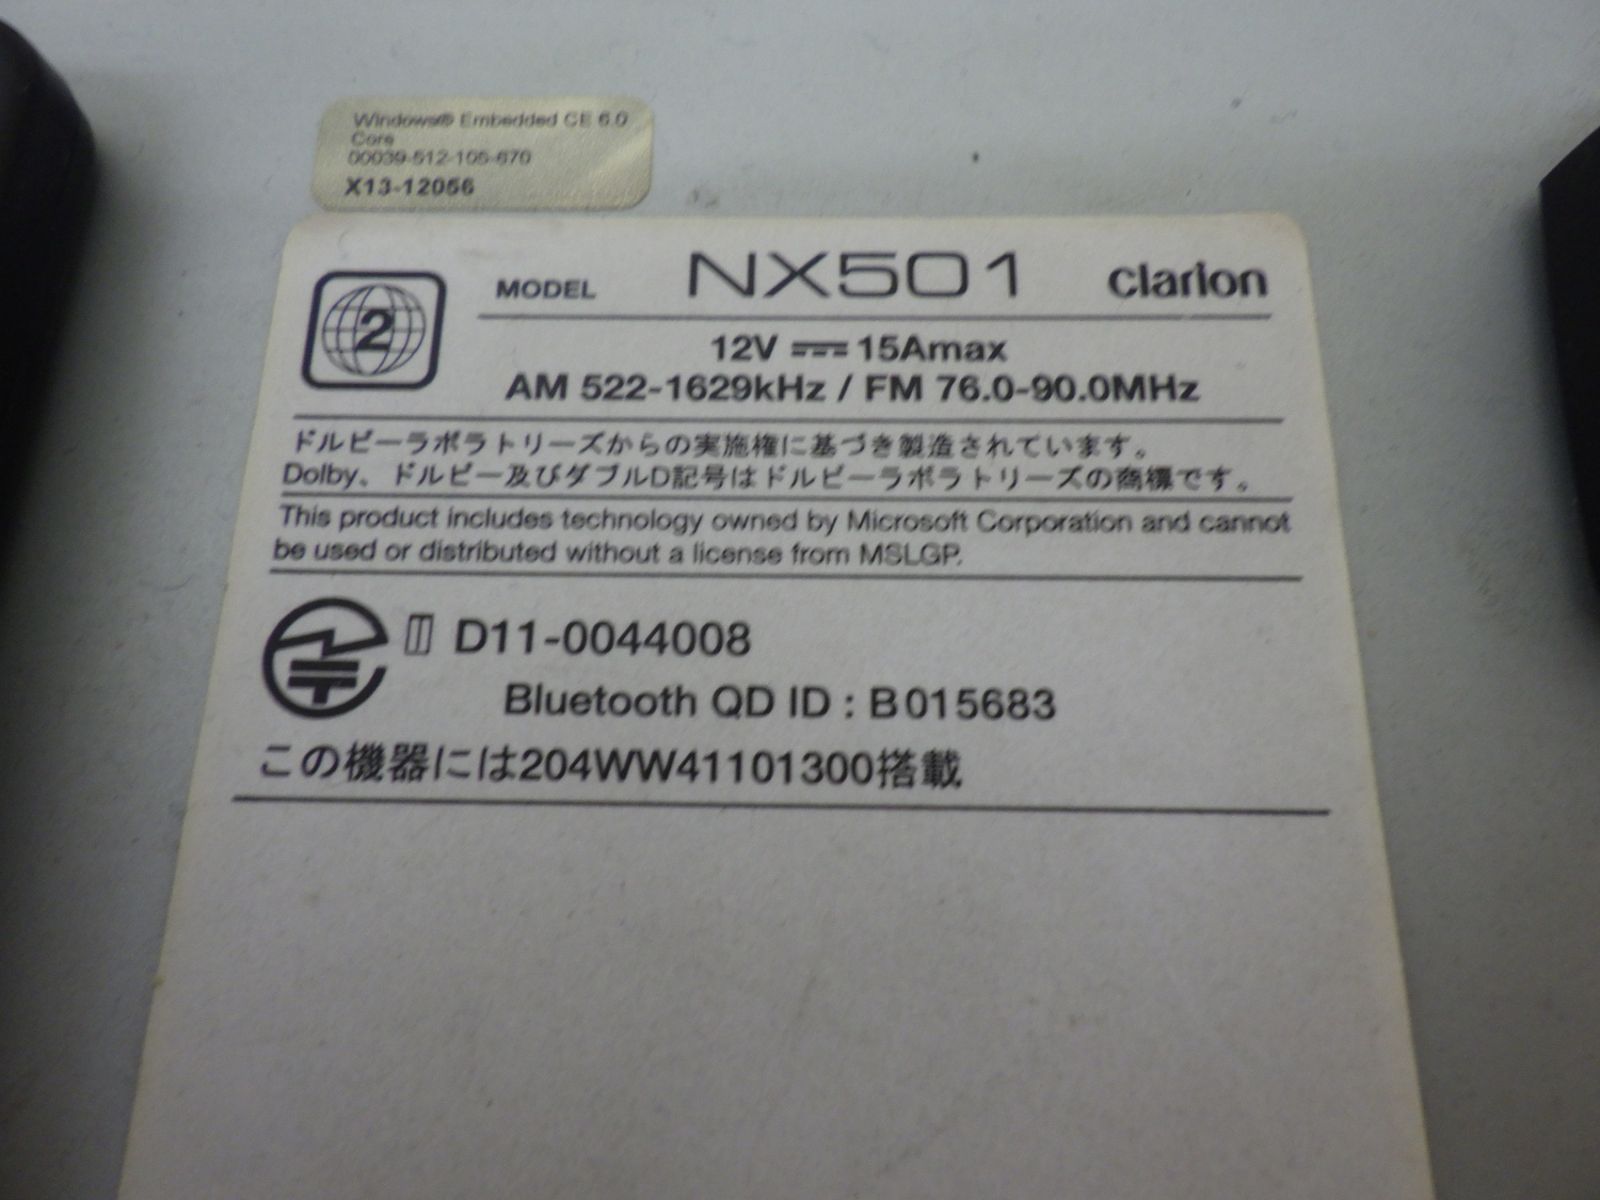 Windows® Embedded CE 6.0
Core
00039-512-105-670
X13-12056
2
MODEL NX501 clarion
12V ⎓ 15Amax
AM 522-1629kHz / FM 76.0-90.0MHz
ドルビーラボラトリーズからの実施権に基づき製造されています。
Dolby、ドルビー及びダブルD記号はドルビーラボラトリーズの商標です。
This product includes technology owned by Microsoft Corporation and cannot
be used or distributed without a license from MSLGP.
T D11-0044008
Bluetooth QD ID : B015683
この機器には204WW41101300搭載